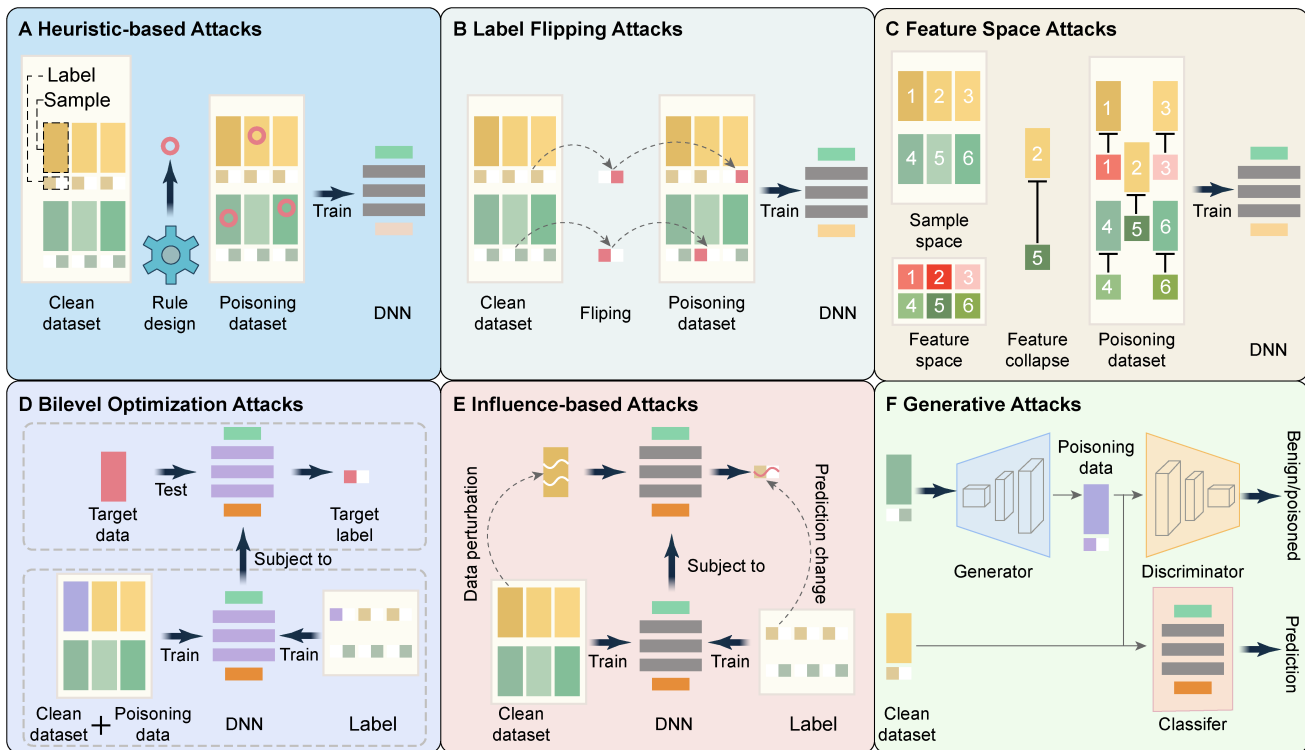 A Heuristic-based Attacks
Label
Sample
Train
Clean
dataset
Rule
design
Poisoning
dataset
DNN
B Label Flipping Attacks
Train
Clean
dataset
Fliping
Poisoning
dataset
DNN
C Feature Space Attacks
1 2 3
4 5 6
Sample
space
1 2 3
4 5 6
Feature
space
2
5
Feature
collapse
1 3
2
1 3
4 5 6
4 6
Poisoning
dataset
Train
DNN
D Bilevel Optimization Attacks
Target
data
Test
Target
label
Subject to
Train
Train
Clean
dataset
+
Poisoning
data
DNN
Label
E Influence-based Attacks
Data perturbation
Prediction change
Subject to
Train
Train
Clean
dataset
DNN
Label
F Generative Attacks
Poisoning
data
Benign/poisoned
Generator
Discriminator
Prediction
Clean
dataset
Classifer